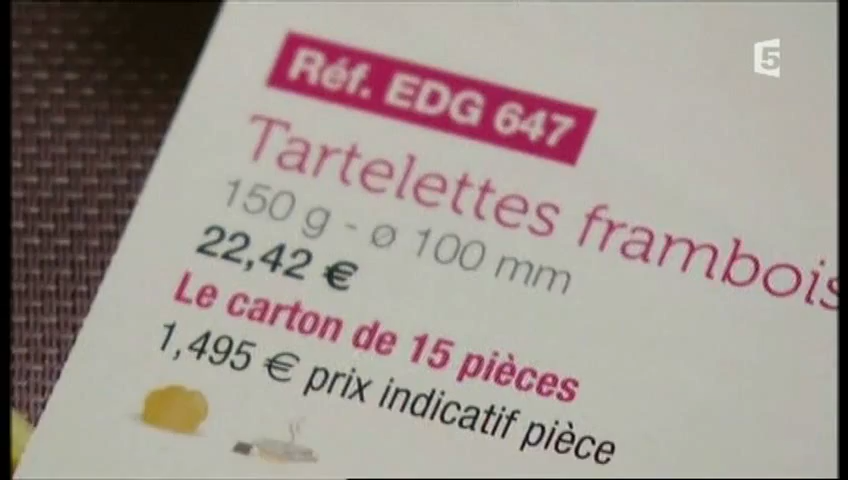 5
Réf. EDG 647
Tartelettes frambois
150 g - ø 100 mm
22,42 €
Le carton de 15 pièces
1,495 € prix indicatif pièce